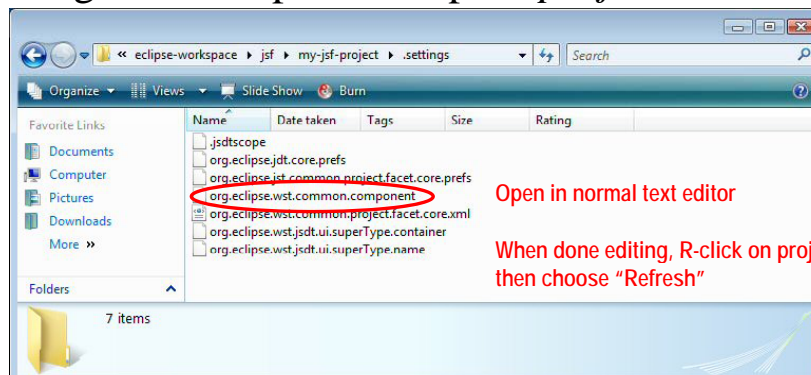 « eclipse-workspace ▸ jsf ▸ my-jsf-project ▸ .settings
Search
Organize Views Slide Show Burn
Favorite Links
Documents
Computer
Pictures
Downloads
More »
Folders
Name Date taken Tags Size Rating
.jsdtscope
org.eclipse.jdt.core.prefs
org.eclipse.jst.common.project.facet.core.prefs
org.eclipse.wst.common.component
org.eclipse.wst.common.project.facet.core.xml
org.eclipse.wst.jsdt.ui.superType.container
org.eclipse.wst.jsdt.ui.superType.name
Open in normal text editor
When done editing, R-click on proj
then choose “Refresh”
7 items